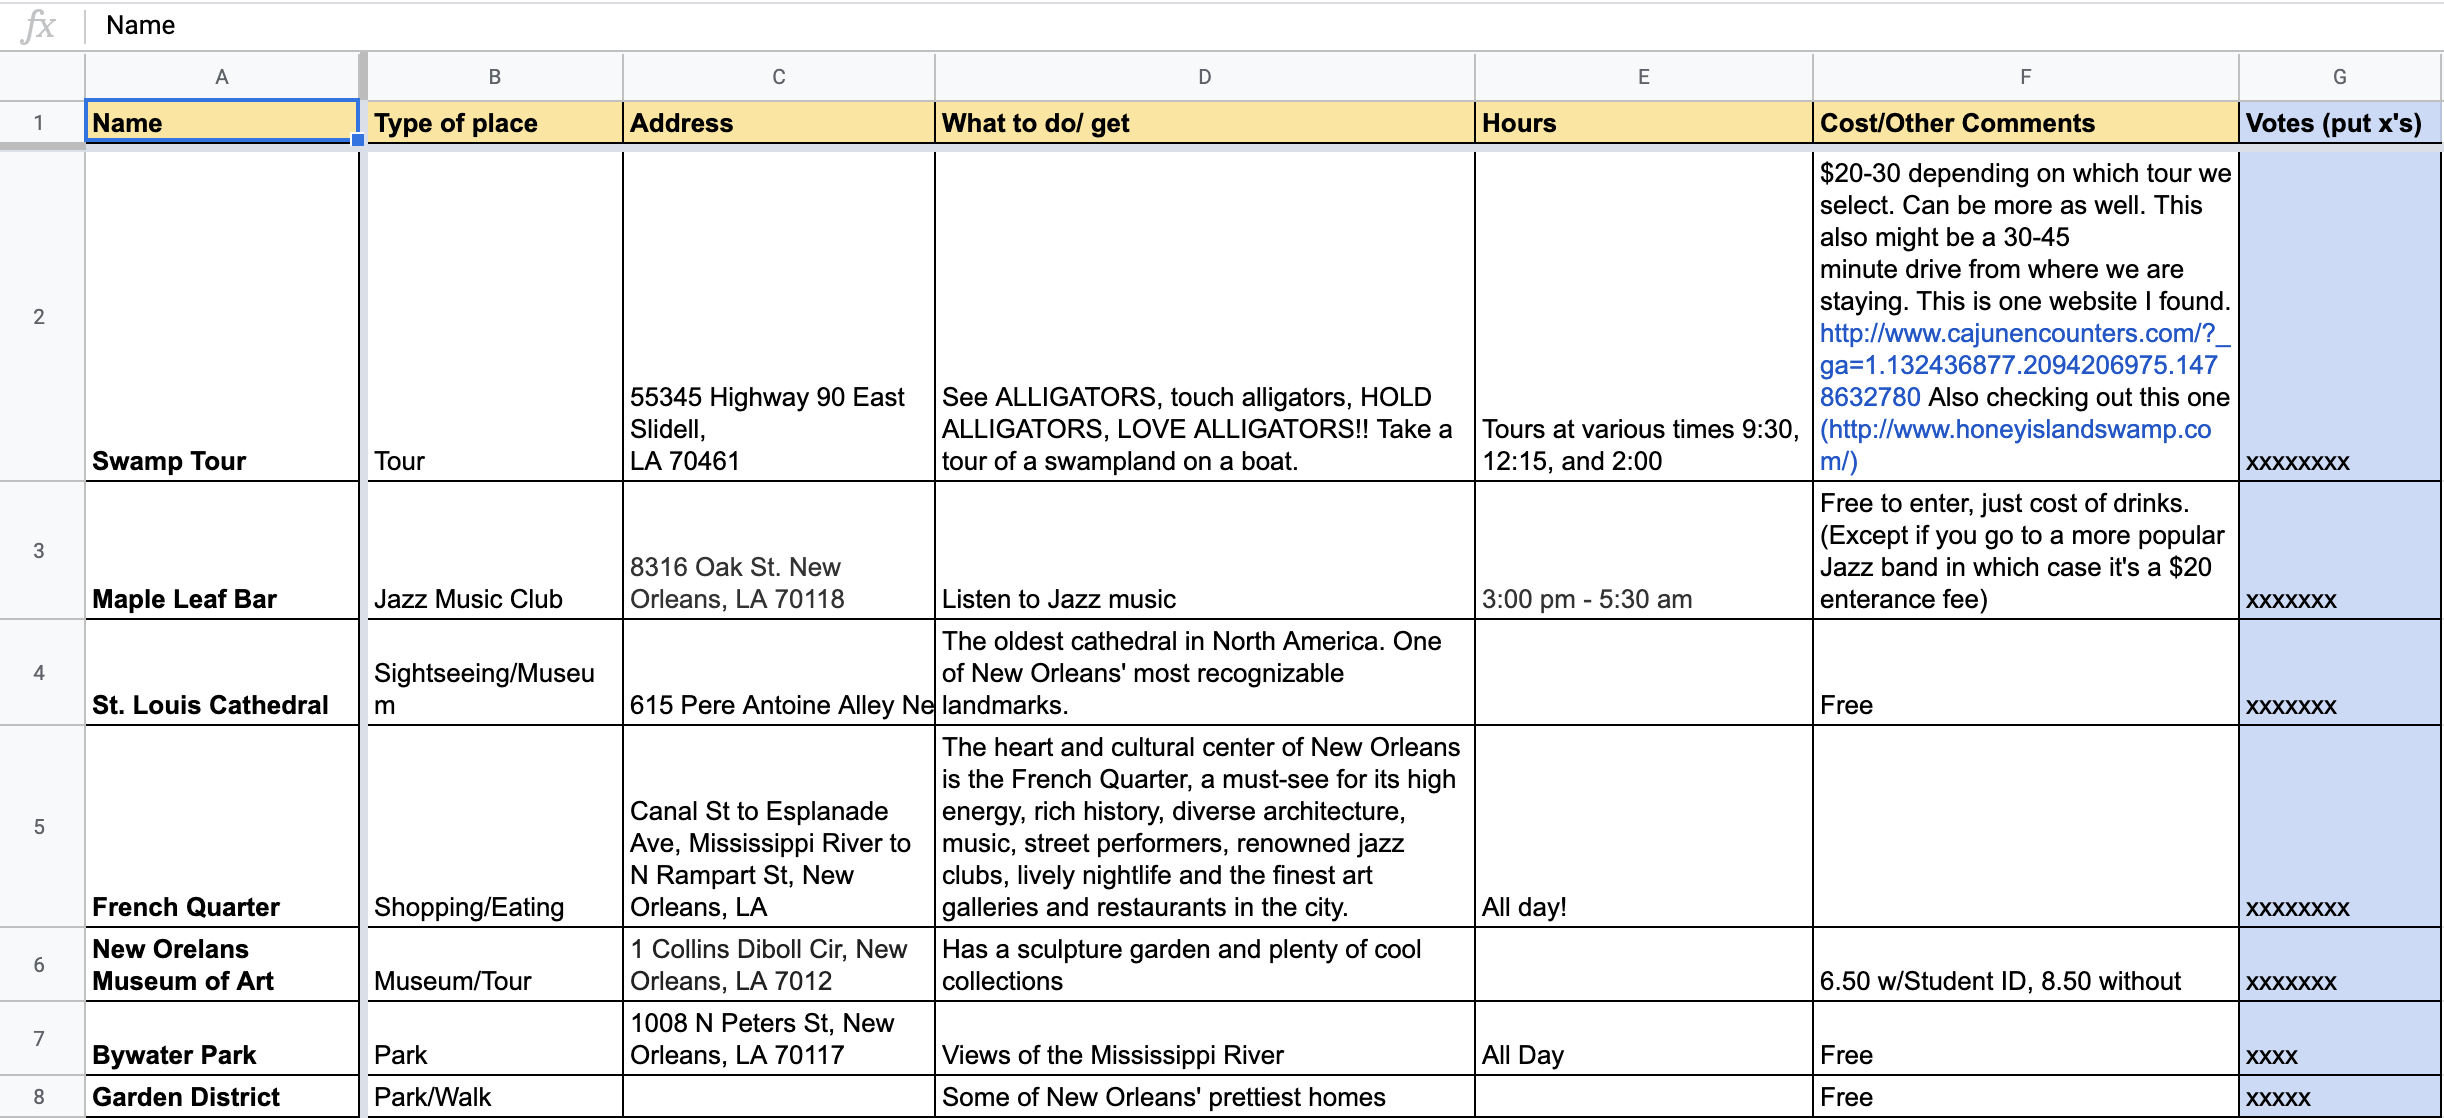 fx Name
A B C D E F G
1 Name Type of place Address What to do/ get Hours Cost/Other Comments Votes (put x's)
$20-30 depending on which tour we
select. Can be more as well. This
also might be a 30-45
minute drive from where we are
staying. This is one website I found.
http://www.cajunencounters.com/?_
ga=1.132436877.2094206975.147
55345 Highway 90 East See ALLIGATORS, touch alligators, HOLD 8632780 Also checking out this one
Slidell, ALLIGATORS, LOVE ALLIGATORS!! Take a Tours at various times 9:30, (http://www.honeyislandswamp.co
2 Swamp Tour Tour LA 70461 tour of a swampland on a boat. 12:15, and 2:00 m/) xxxxxxxx
Free to enter, just cost of drinks.
(Except if you go to a more popular
8316 Oak St. New Jazz band in which case it's a $20
3 Maple Leaf Bar Jazz Music Club Orleans, LA 70118 Listen to Jazz music 3:00 pm - 5:30 am enterance fee) xxxxxxx
The oldest cathedral in North America. One
Sightseeing/Museu of New Orleans' most recognizable
4 St. Louis Cathedral m 615 Pere Antoine Alley Ne landmarks. Free xxxxxxx
The heart and cultural center of New Orleans
is the French Quarter, a must-see for its high
Canal St to Esplanade energy, rich history, diverse architecture,
Ave, Mississippi River to music, street performers, renowned jazz
N Rampart St, New clubs, lively nightlife and the finest art
5 French Quarter Shopping/Eating Orleans, LA galleries and restaurants in the city. All day! xxxxxxxx
New Orelans 1 Collins Diboll Cir, New Has a sculpture garden and plenty of cool
6 Museum of Art Museum/Tour Orleans, LA 7012 collections 6.50 w/Student ID, 8.50 without xxxxxxx
1008 N Peters St, New
7 Bywater Park Park Orleans, LA 70117 Views of the Mississippi River All Day Free xxxx
8 Garden District Park/Walk Some of New Orleans' prettiest homes Free xxxxx